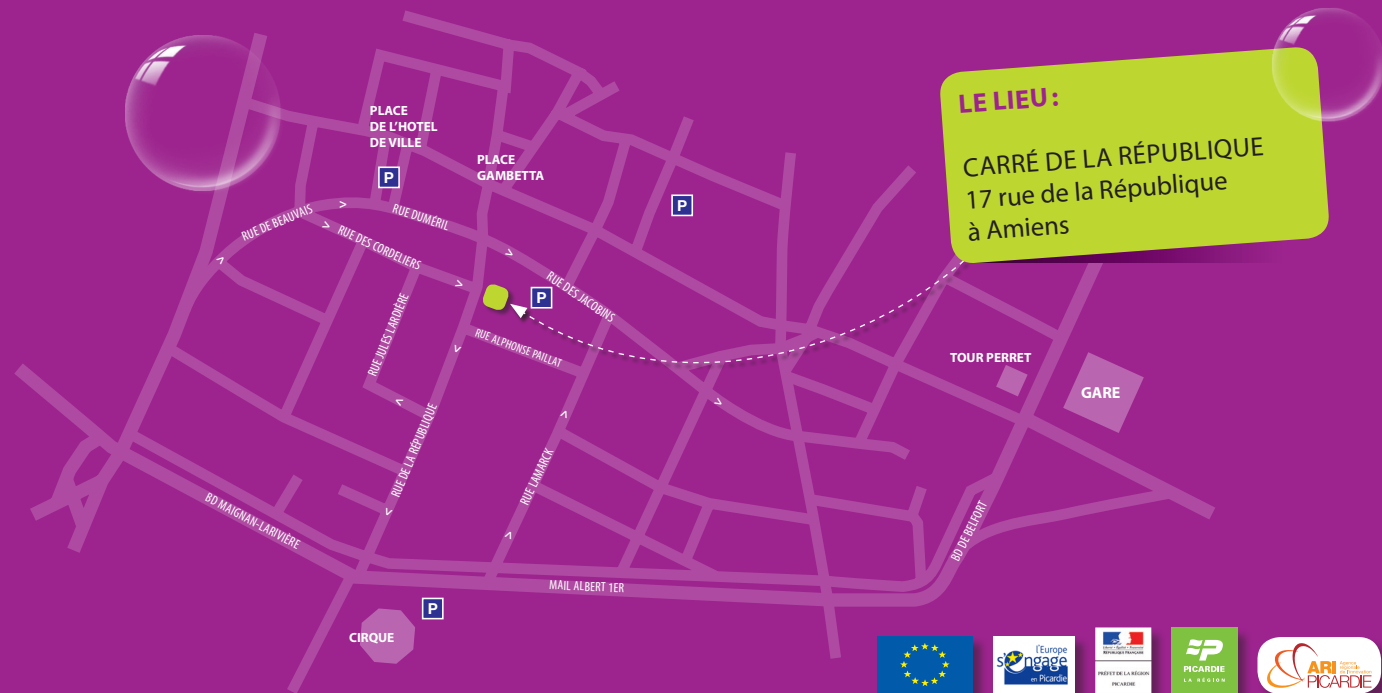 LE LIEU :
CARRÉ DE LA RÉPUBLIQUE
17 rue de la République
à Amiens
PLACE
DE L'HOTEL
DE VILLE
P
PLACE
GAMBETTA
P
RUE DE BEAUVAIS
RUE DUMÉRIL
RUE DES CORDELIERS
RUE DES JACOBINS
P
RUE JULES LARDIÈRE
RUE ALPHONSE PAILLAT
TOUR PERRET
GARE
RUE DE LA RÉPUBLIQUE
RUE LAMARCK
BD MAIGNAN-LARIVIÈRE
BD DE BELFORT
MAIL ALBERT 1ER
P
CIRQUE
l'Europe
s'engage
en Picardie
RÉPUBLIQUE FRANÇAISE
PRÉFET DE LA RÉGION
PICARDIE
PICARDIE
LA RÉGION
ARI
PICARDIE